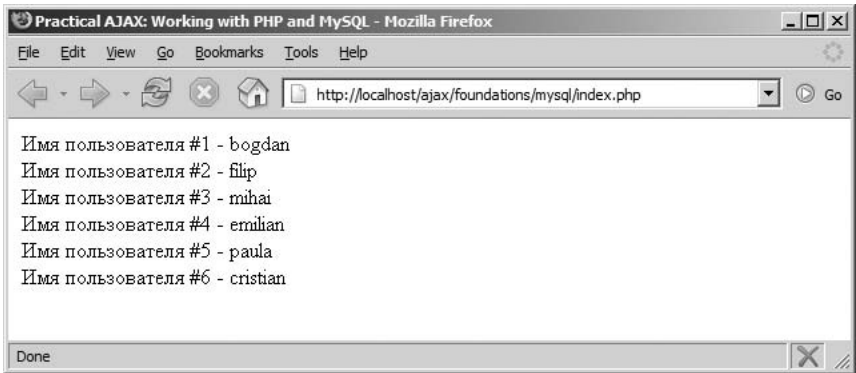 Practical AJAX: Working with PHP and MySQL - Mozilla Firefox
File Edit View Go Bookmarks Tools Help
http://localhost/ajax/foundations/mysql/index.php Go
Имя пользователя #1 - bogdan
Имя пользователя #2 - filip
Имя пользователя #3 - mihai
Имя пользователя #4 - emilian
Имя пользователя #5 - paula
Имя пользователя #6 - cristian
Done